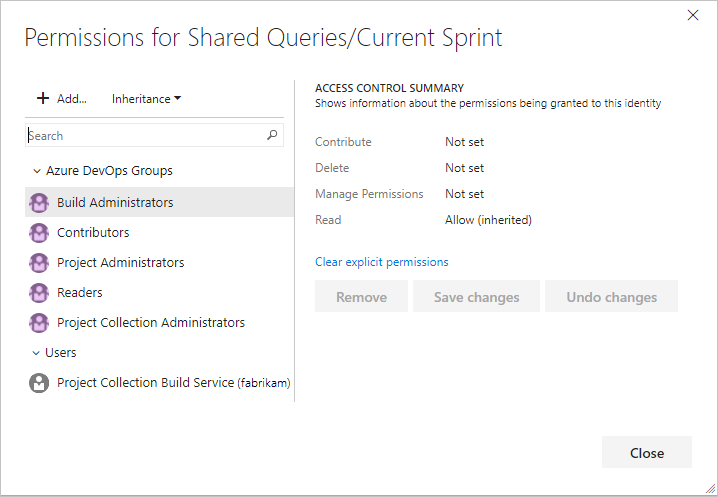 Permissions for Shared Queries/Current Sprint
Add...
Inheritance
Search
Azure DevOps Groups
Build Administrators
Contributors
Project Administrators
Readers
Project Collection Administrators
Users
Project Collection Build Service (fabrikam)
ACCESS CONTROL SUMMARY
Shows information about the permissions being granted to this identity
Contribute Not set
Delete Not set
Manage Permissions Not set
Read Allow (inherited)
Clear explicit permissions
Remove Save changes Undo changes
Close